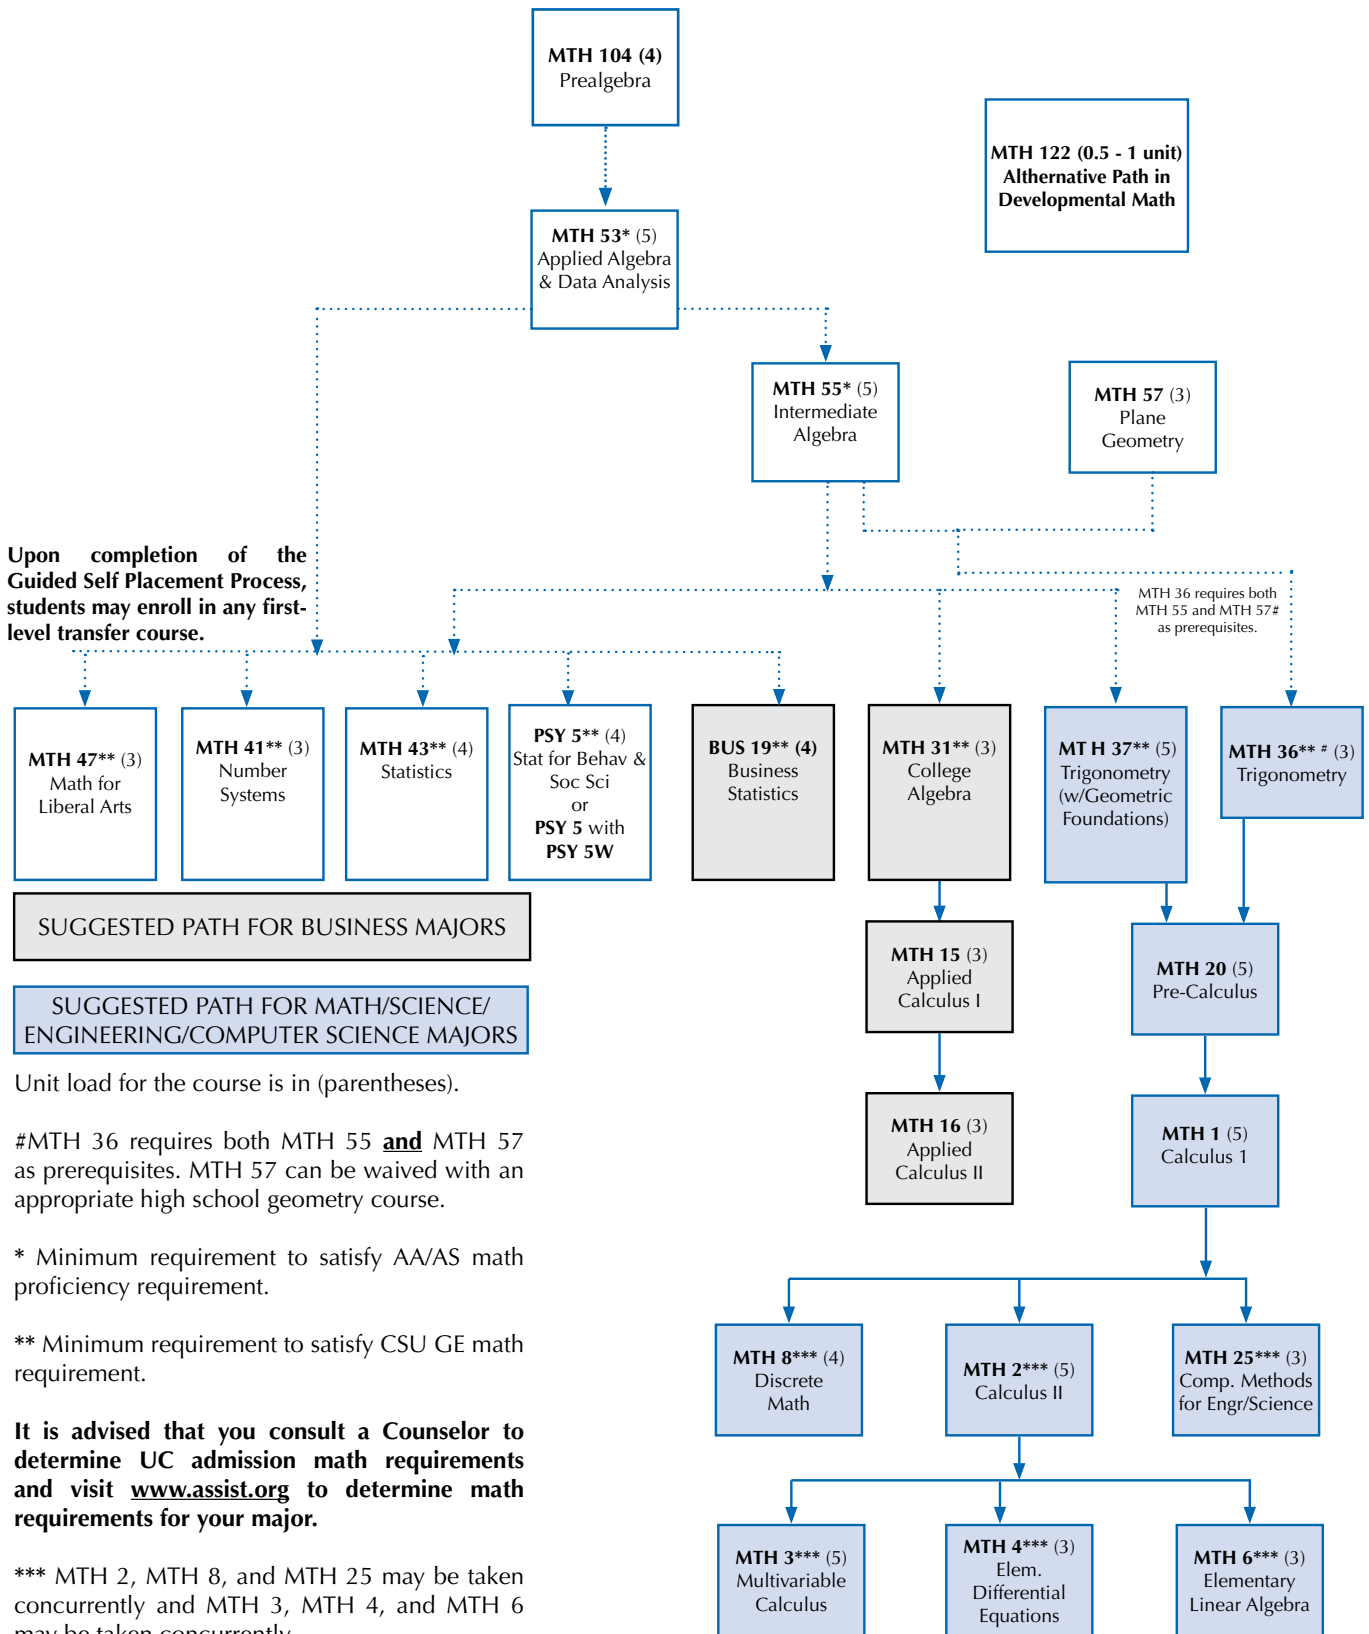 MTH 104 (4)
Prealgebra
MTH 122 (0.5 - 1 unit)
Althernative Path in
Developmental Math
MTH 53* (5)
Applied Algebra
& Data Analysis
MTH 55* (5)
Intermediate
Algebra
MTH 57 (3)
Plane
Geometry
Upon completion of the
Guided Self Placement Process,
students may enroll in any first-
level transfer course.
MTH 36 requires both
MTH 55 and MTH 57#
as prerequisites.
MTH 47** (3)
Math for
Liberal Arts
MTH 41** (3)
Number
Systems
MTH 43** (4)
Statistics
PSY 5** (4)
Stat for Behav &
Soc Sci
or
PSY 5 with
PSY 5W
BUS 19** (4)
Business
Statistics
MTH 31** (3)
College
Algebra
MT H 37** (5)
Trigonometry
(w/Geometric
Foundations)
MTH 36** # (3)
Trigonometry
SUGGESTED PATH FOR BUSINESS MAJORS
SUGGESTED PATH FOR MATH/SCIENCE/
ENGINEERING/COMPUTER SCIENCE MAJORS
MTH 15 (3)
Applied
Calculus I
MTH 20 (5)
Pre-Calculus
MTH 16 (3)
Applied
Calculus II
MTH 1 (5)
Calculus 1
Unit load for the course is in (parentheses).
#MTH 36 requires both MTH 55 and MTH 57
as prerequisites. MTH 57 can be waived with an
appropriate high school geometry course.
* Minimum requirement to satisfy AA/AS math
proficiency requirement.
** Minimum requirement to satisfy CSU GE math
requirement.
It is advised that you consult a Counselor to
determine UC admission math requirements
and visit www.assist.org to determine math
requirements for your major.
*** MTH 2, MTH 8, and MTH 25 may be taken
concurrently and MTH 3, MTH 4, and MTH 6
may be taken concurrently.
MTH 8*** (4)
Discrete
Math
MTH 2*** (5)
Calculus II
MTH 25*** (3)
Comp. Methods
for Engr/Science
MTH 3*** (5)
Multivariable
Calculus
MTH 4*** (3)
Elem.
Differential
Equations
MTH 6*** (3)
Elementary
Linear Algebra